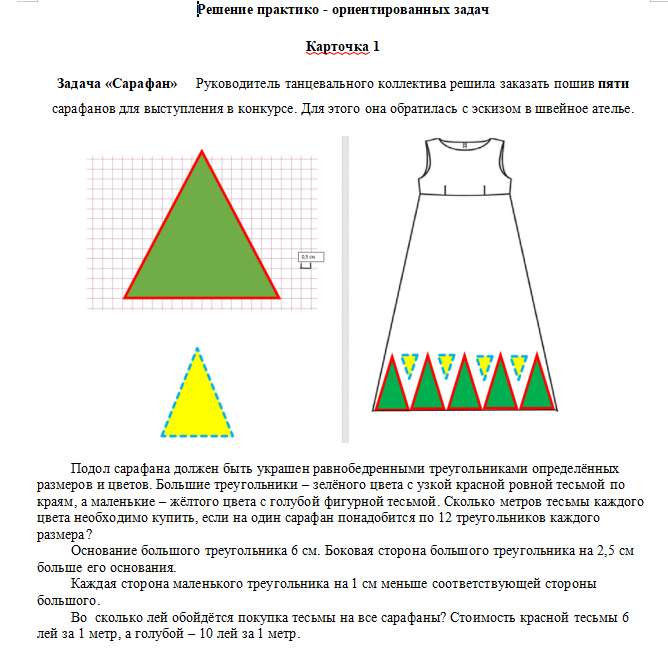 Решение практико - ориентированных задач
Карточка 1
Задача «Сарафан» Руководитель танцевального коллектива решила заказать пошив пяти
сарафанов для выступления в конкурсе. Для этого она обратилась с эскизом в швейное ателье.
0,5 см
Подол сарафана должен быть украшен равнобедренными треугольниками определённых
размеров и цветов. Большие треугольники – зелёного цвета с узкой красной ровной тесьмой по
краям, а маленькие – жёлтого цвета с голубой фигурной тесьмой. Сколько метров тесьмы каждого
цвета необходимо купить, если на один сарафан понадобится по 12 треугольников каждого
размера?
Основание большого треугольника 6 см. Боковая сторона большого треугольника на 2,5 см
больше его основания.
Каждая сторона маленького треугольника на 1 см меньше соответствующей стороны
большого.
Во сколько лей обойдётся покупка тесьмы на все сарафаны? Стоимость красной тесьмы 6
лей за 1 метр, а голубой – 10 лей за 1 метр.